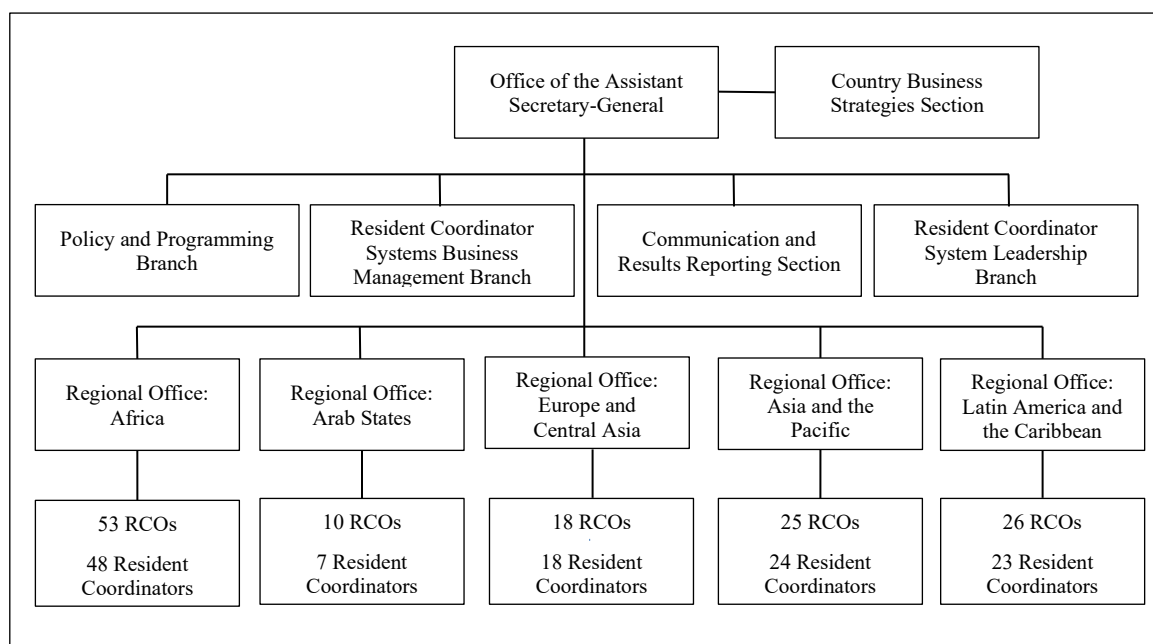 Office of the Assistant
Secretary-General
Country Business
Strategies Section
Policy and Programming
Branch
Resident Coordinator
Systems Business
Management Branch
Communication and
Results Reporting Section
Resident Coordinator
System Leadership
Branch
Regional Office:
Africa
Regional Office:
Arab States
Regional Office:
Europe and
Central Asia
Regional Office:
Asia and the
Pacific
Regional Office:
Latin America and
the Caribbean
53 RCOs
48 Resident
Coordinators
10 RCOs
7 Resident
Coordinators
18 RCOs
18 Resident
Coordinators
25 RCOs
24 Resident
Coordinators
26 RCOs
23 Resident
Coordinators